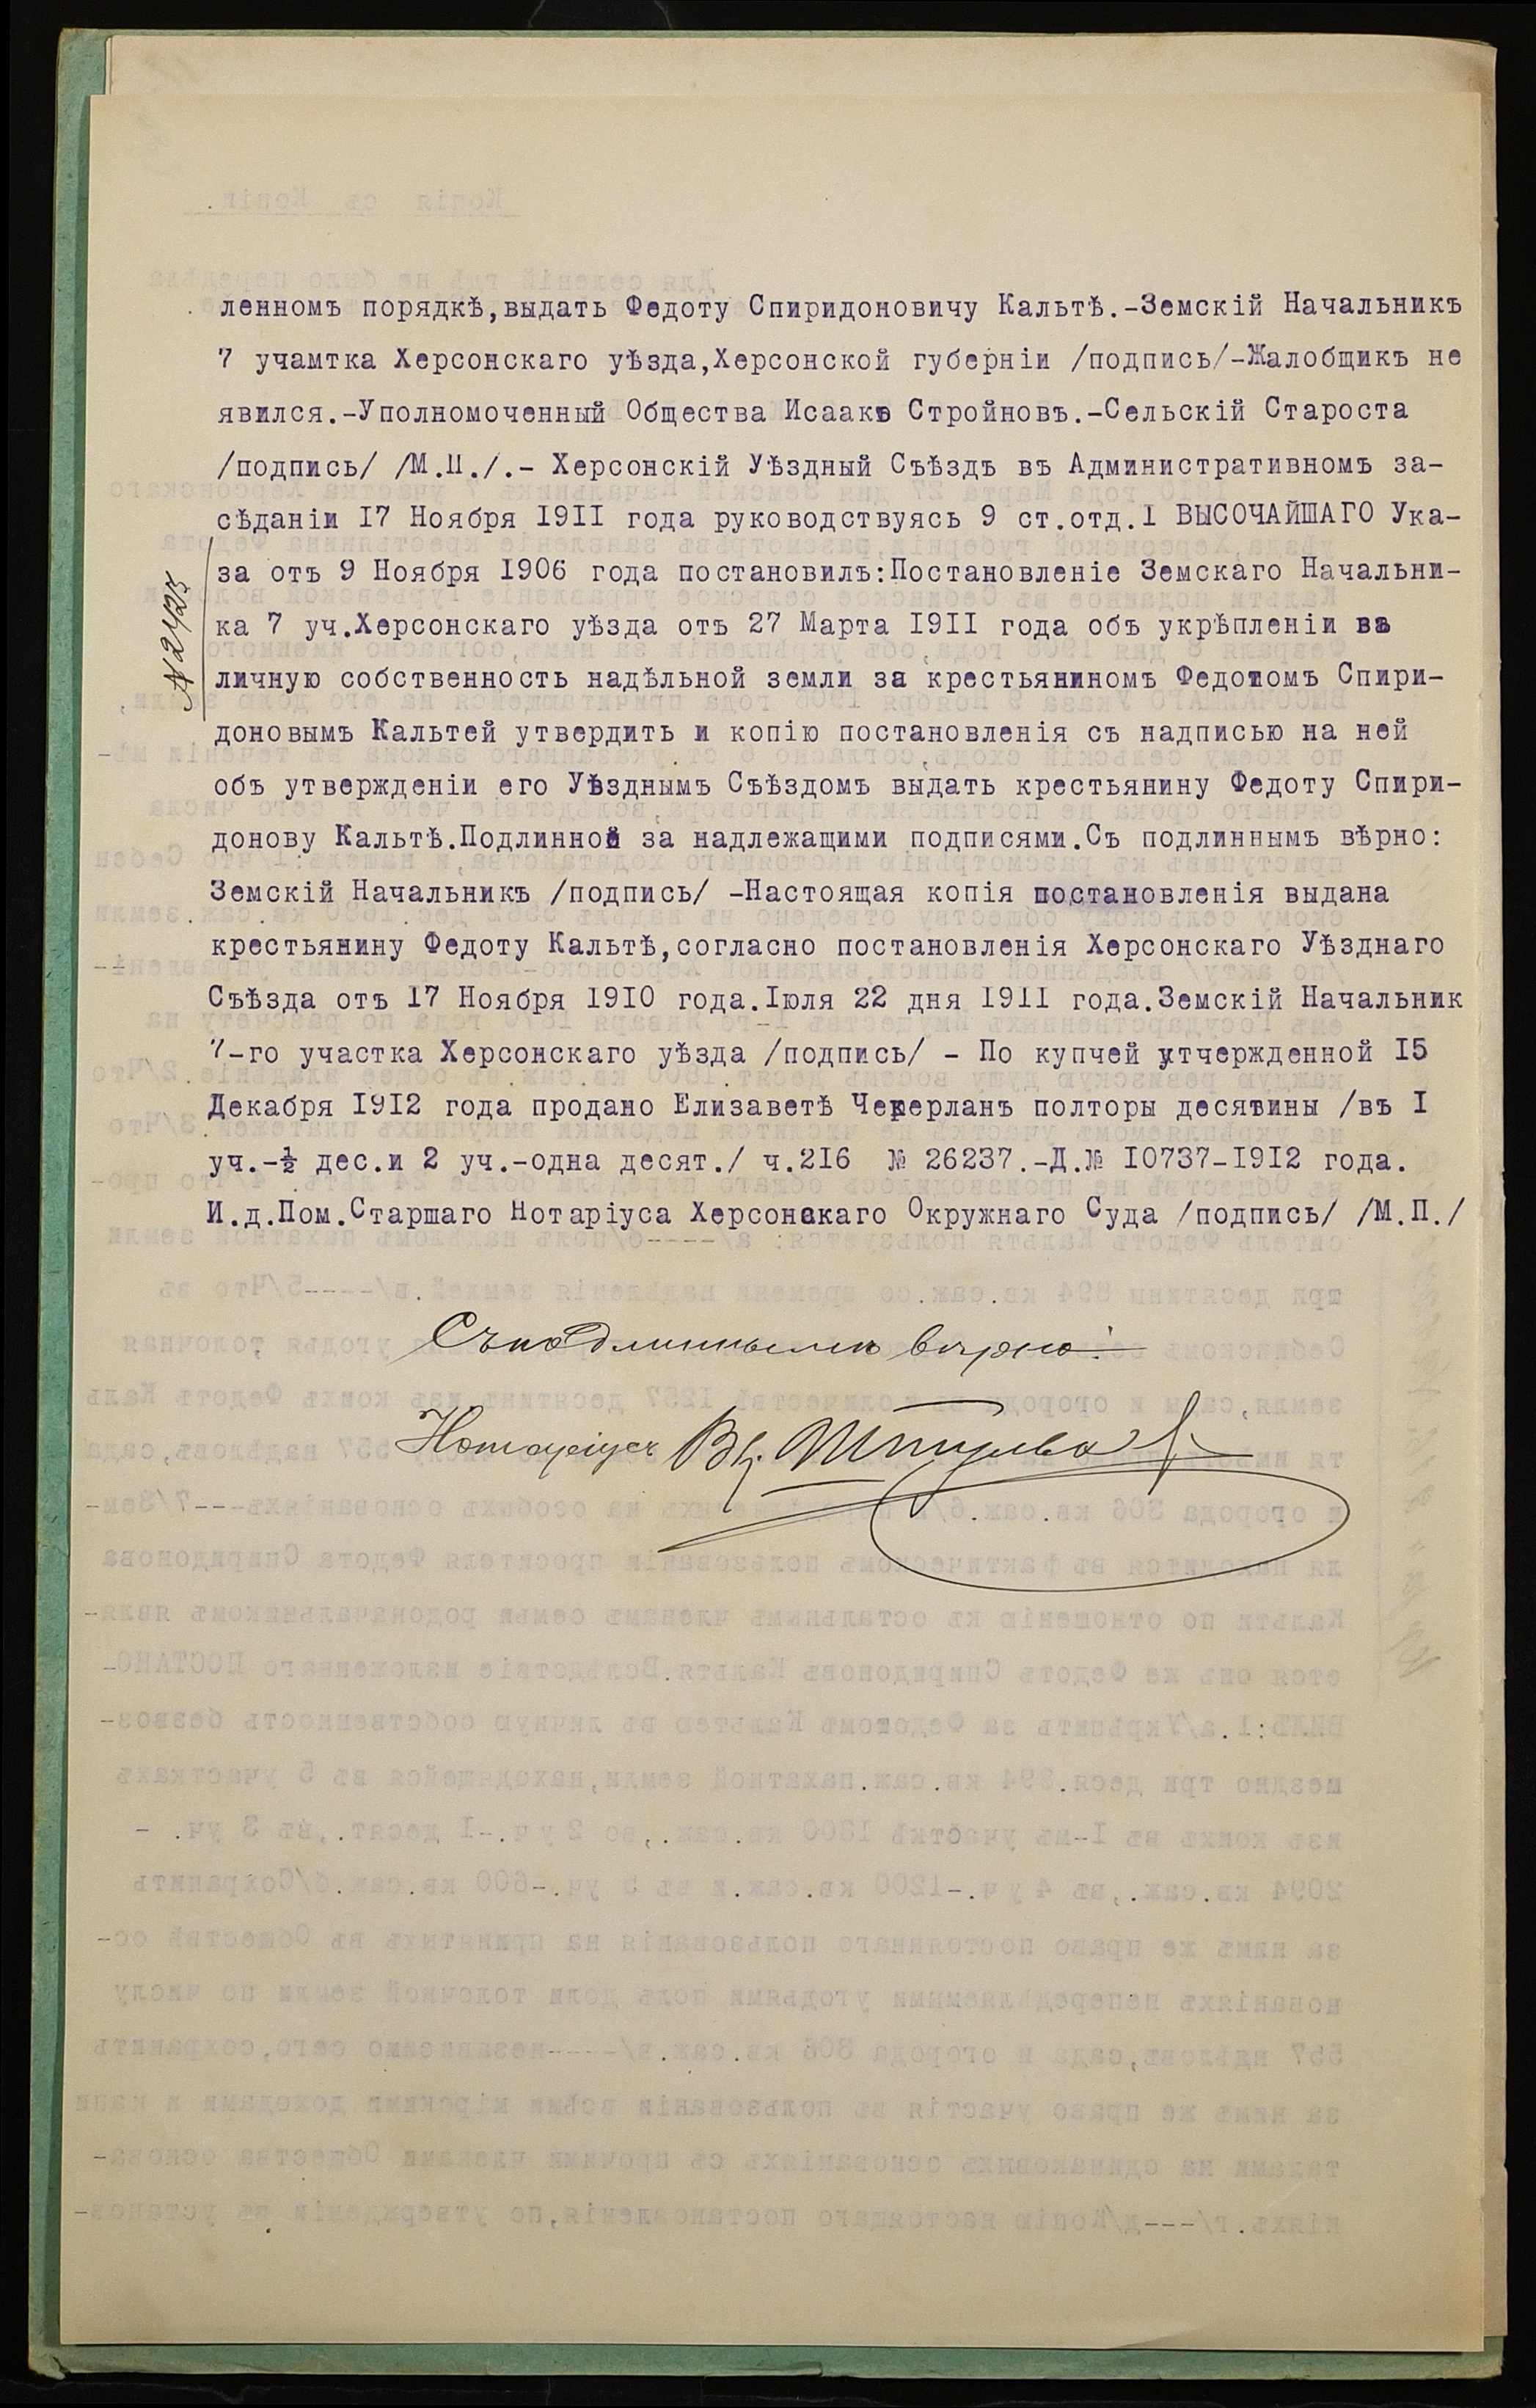 ленномъ порядкѣ,выдать Федоту Спиридоновичу Кальтѣ.-Земскій Начальникъ
7 учамтка Херсонскаго уѣзда,Херсонской губерніи /подпись/-Жалобщикъ не
явился.-Уполномоченный Общества Исаакъ Стройновъ.-Сельскій Староста
/подпись/ /М.П./.- Херсонскій Уѣздный Съѣздъ въ Административномъ за-
сѣданіи 17 Ноября 1911 года руководствуясь 9 ст.отд.1 ВЫСОЧАЙШАГО Ука-
за отъ 9 Ноября 1906 года постановилъ:Постановленіе Земскаго Начальни-
ка 7 уч.Херсонскаго уѣзда отъ 27 Марта 1911 года объ укрѣпленіи въ
личную собственность надѣльной земли за крестьяниномъ Федотомъ Спири-
доновымъ Кальтей утвердить и копію постановленія съ надписью на ней
объ утвержденіи его Уѣзднымъ Съѣздомъ выдать крестьянину Федоту Спири-
донову Кальтѣ.Подлинной за надлежащими подписями.Съ подлиннымъ вѣрно:
Земскій Начальникъ /подпись/ -Настоящая копія постановленія выдана
крестьянину Федоту Кальтѣ,согласно постановленія Херсонскаго Уѣзднаго
Съѣзда отъ 17 Ноября 1910 года.Іюля 22 дня 1911 года.Земскій Начальник
7-го участка Херсонскаго уѣзда /подпись/ - По купчей утчержденной 15
Декабря 1912 года продано Елизаветѣ полторы десятины /въ I
уч.-½ дес.и 2 уч.-одна десят./ ч.216 № 26237.-Д.№ 10737-1912 года.
И.д.Пом.Старшаго Нотаріуса Херсонскаго Окружнаго Суда /подпись/ /М.П./
№ 2425
Съ подлиннымъ вѣрно:
Нотаріусъ